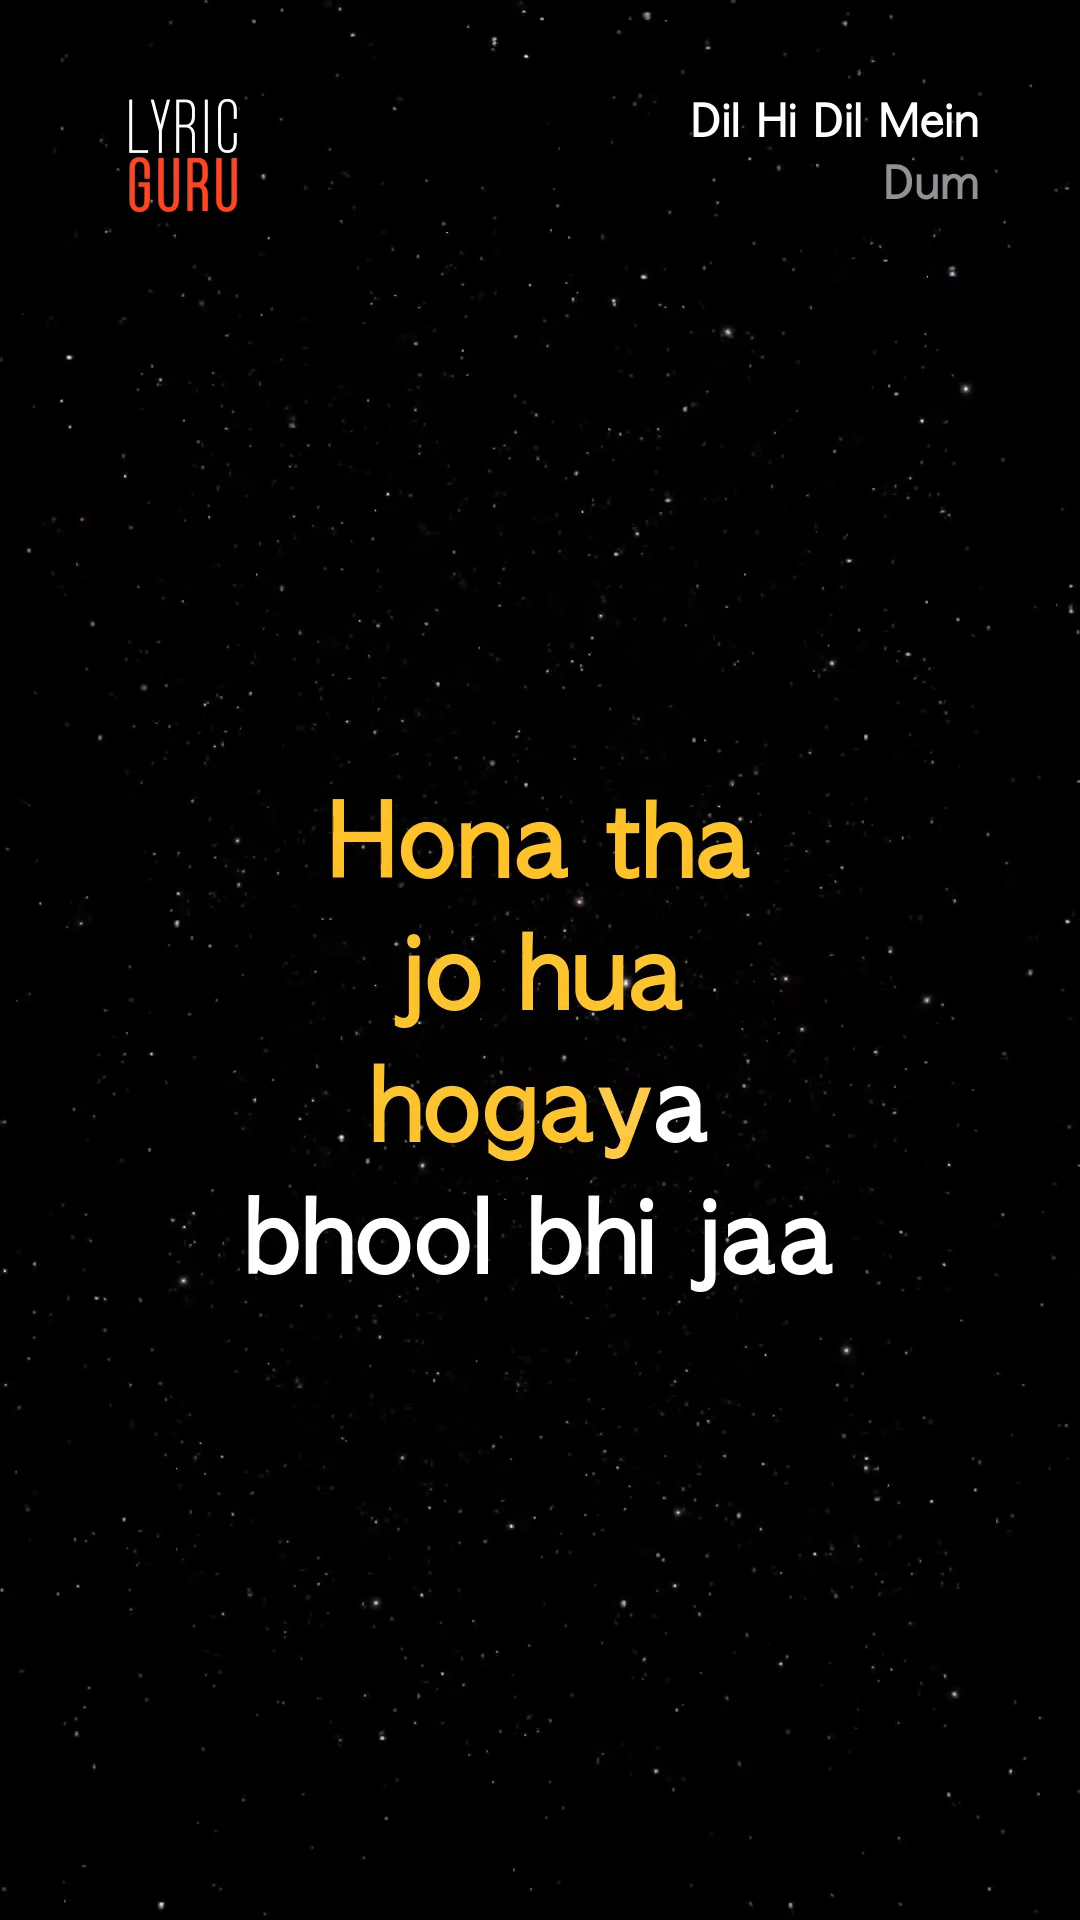 LYRIC
GURU
Dil Hi Dil Mein
Dum
Hona tha
jo hua
hogaya
bhool bhi jaa